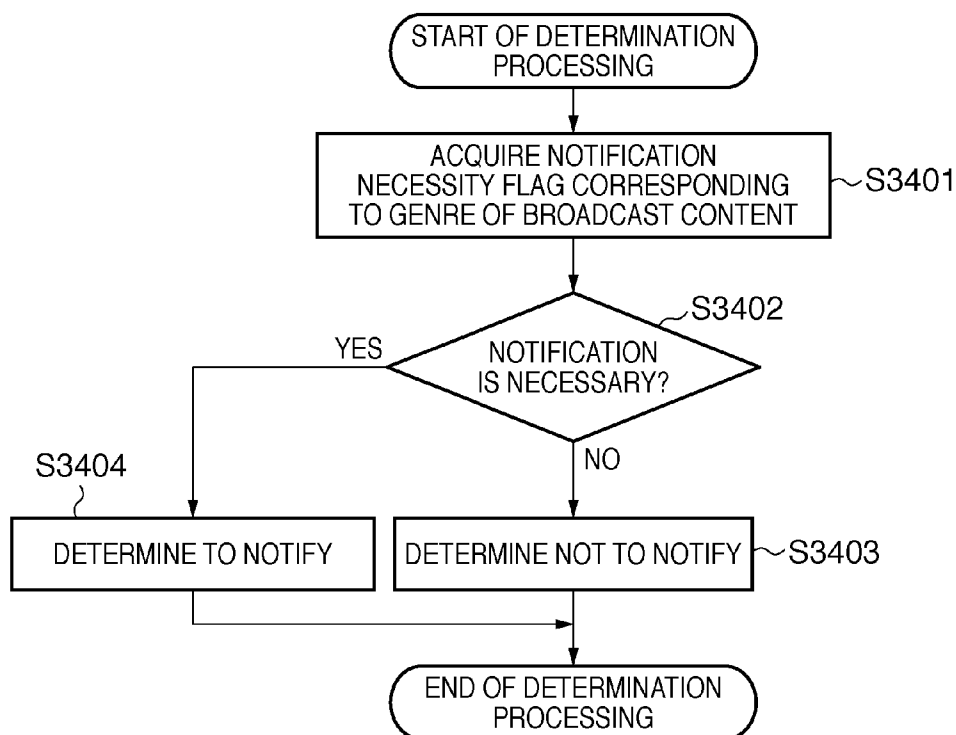 START OF DETERMINATION
PROCESSING
ACQUIRE NOTIFICATION
NECESSITY FLAG CORRESPONDING
TO GENRE OF BROADCAST CONTENT
S3401
S3402
YES
NOTIFICATION
IS NECESSARY?
NO
S3404
DETERMINE TO NOTIFY
DETERMINE NOT TO NOTIFY
S3403
END OF DETERMINATION
PROCESSING